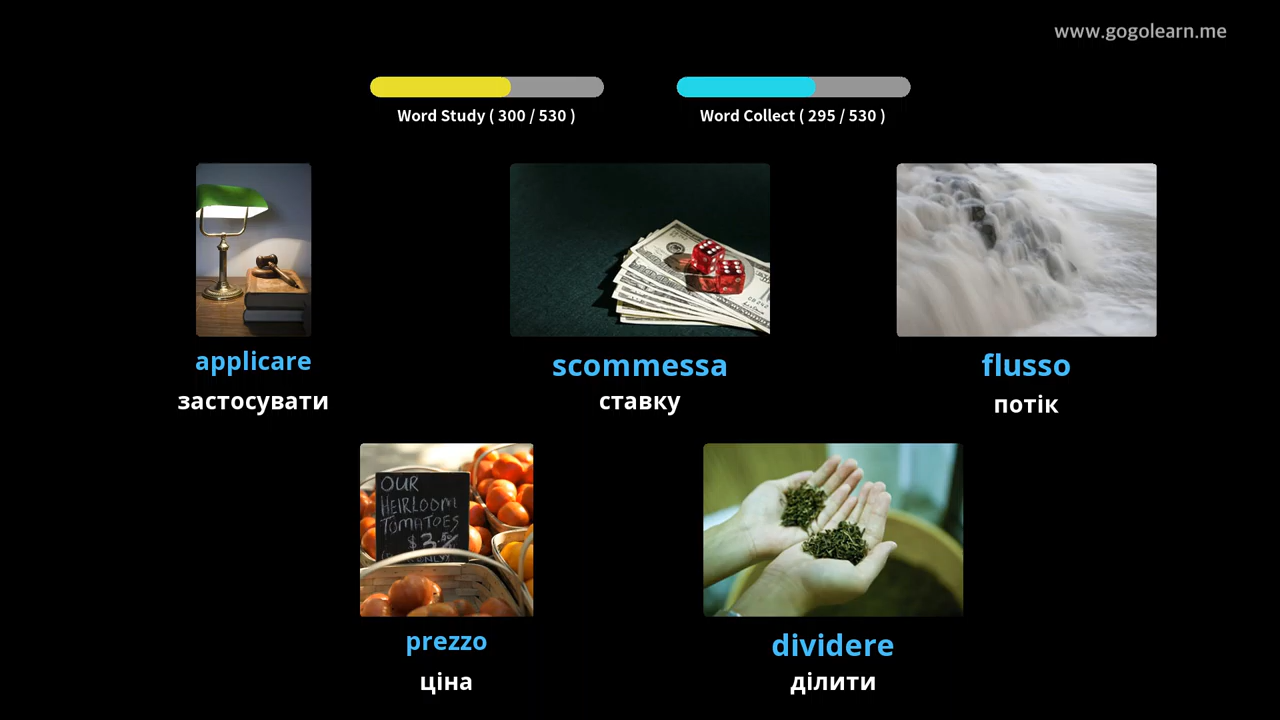 www.gogolearn.me
Word Study ( 300 / 530 )
Word Collect ( 295 / 530 )
applicare
застосувати
scommessa
ставку
flusso
потік
OUR
HEIRLOOM
TOMATOES
prezzo
ціна
dividere
ділити